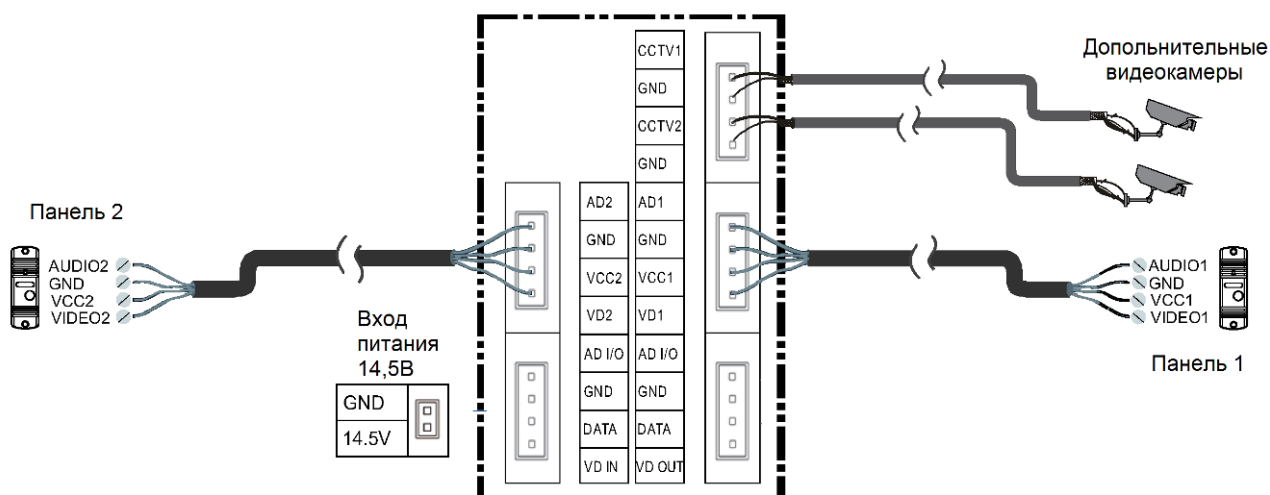 CCTV1
GND
CCTV2
GND
Допольнительные
видеокамеры
Панель 2
AUDIO2
GND
VCC2
VIDEO2
AD2 AD1
GND GND
VCC2 VCC1
VD2 VD1
AD I/O AD I/O
GND GND
DATA DATA
VD IN VD OUT
AUDIO1
GND
VCC1
VIDEO1
Панель 1
Вход
питания
14,5В
GND
14.5V